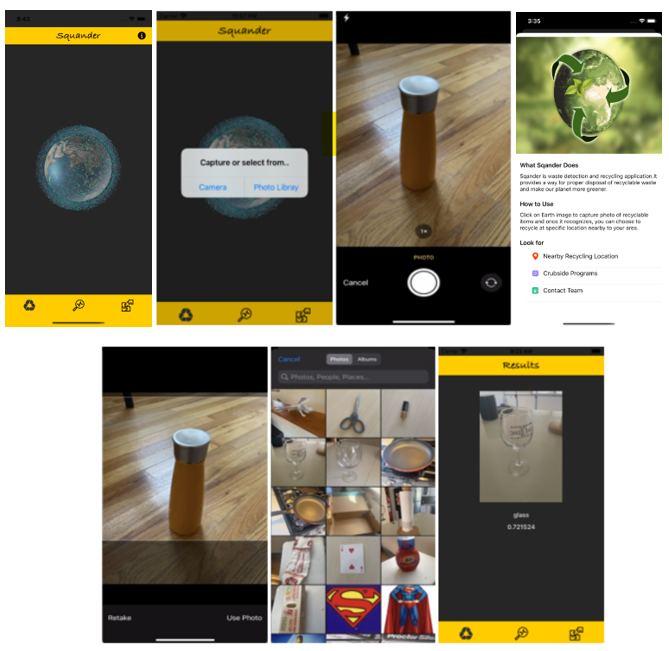 9:43
Squander
Squander
Capture or select from..
Camera
Photo Libray
1×
PHOTO
Cancel
3:35
What Sqander Does
Sqander is waste detection and recycling application.It
provides a way for proper disposal of recyclable waste
and make our planet more greener.
How to Use
Click on Earth image to capture photo of recyclable
items and once it recognizes, you can choose to
recycle at specific location nearby to your area.
Look for
Nearby Recycling Location
Crubside Programs
Contact Team
Retake
Use Photo
Cancel
Photos
Albums
Photos, People, Places...
Results
glass
0.721524